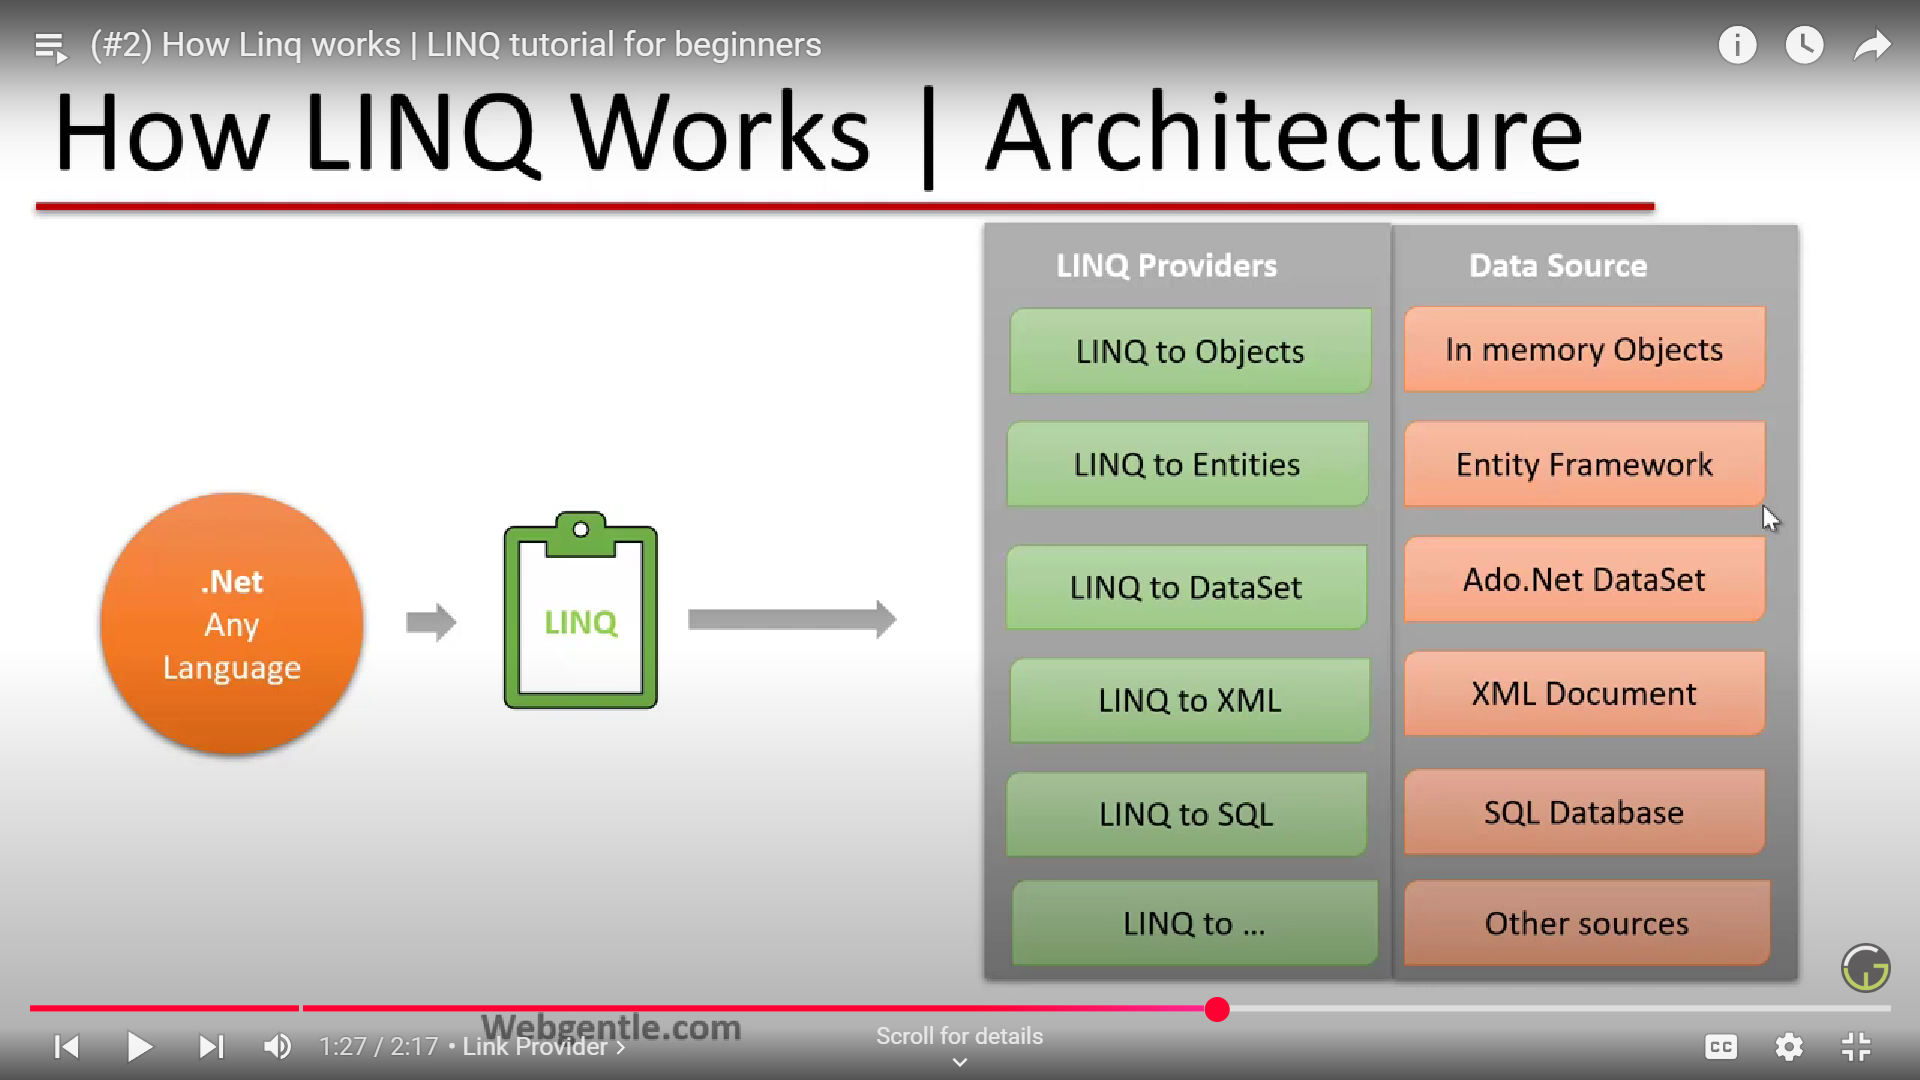 (#2) How Linq works | LINQ tutorial for beginners
How LINQ Works | Architecture
LINQ Providers
Data Source
LINQ to Objects
In memory Objects
LINQ to Entities
Entity Framework
LINQ to DataSet
Ado.Net DataSet
LINQ to XML
XML Document
LINQ to SQL
SQL Database
LINQ to ...
Other sources
.Net
Any
Language
LINQ
Webgentle.com
1:27 / 2:17 • Link Provider >
Scroll for details
CC